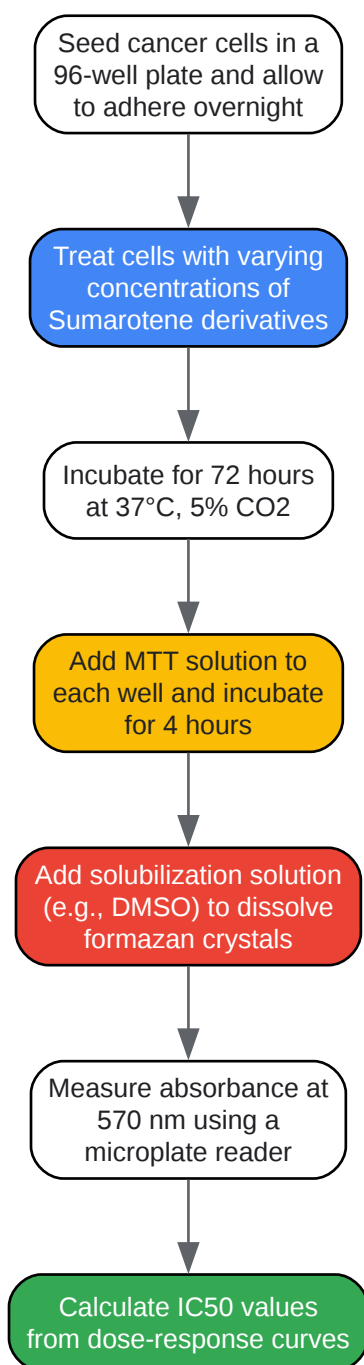 Seed cancer cells in a
96-well plate and allow
to adhere overnight
Treat cells with varying
concentrations of
Sumarotene derivatives
Incubate for 72 hours
at 37°C, 5% CO2
Add MTT solution to
each well and incubate
for 4 hours
Add solubilization solution
(e.g., DMSO) to dissolve
formazan crystals
Measure absorbance at
570 nm using a
microplate reader
Calculate IC50 values
from dose-response curves